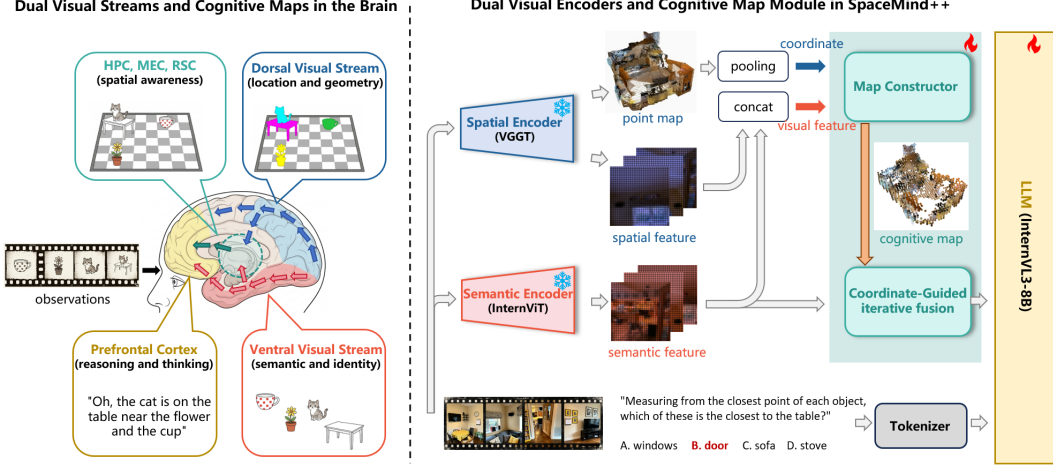 Dual Visual Streams and Cognitive Maps in the Brain
HPC, MEC, RSC
(spatial awareness)
Dorsal Visual Stream
(location and geometry)
observations
Prefrontal Cortex
(reasoning and thinking)
"Oh, the cat is on the
table near the flower
and the cup"
Ventral Visual Stream
(semantic and identity)
Dual Visual Encoders and Cognitive Map Module in SpaceMind++
Spatial Encoder
(VGGT)
point map
spatial feature
pooling
concat
coordinate
visual feature
Map Constructor
cognitive map
Semantic Encoder
(InternViT)
semantic feature
Coordinate-Guided
iterative fusion
LLM (InternVL3-8B)
"Measuring from the closest point of each object,
which of these is the closest to the table?"
A. windows B. door C. sofa D. stove
Tokenizer